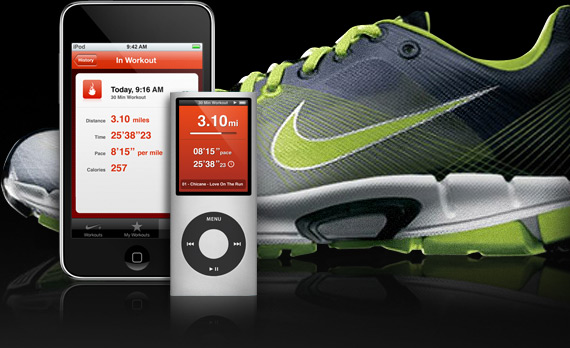 iPod 9:42 AM
History In Workout
Today, 9:16 AM
30 Min Workout
Distance 3.10 miles
Time 25'38"23
Pace 8'15" per mile
Calories 257
Workouts My Workouts
30 Min Workout
3.10mi
08'15"pace
25'38"23
01 - Chicane - Love On The Run
MENU